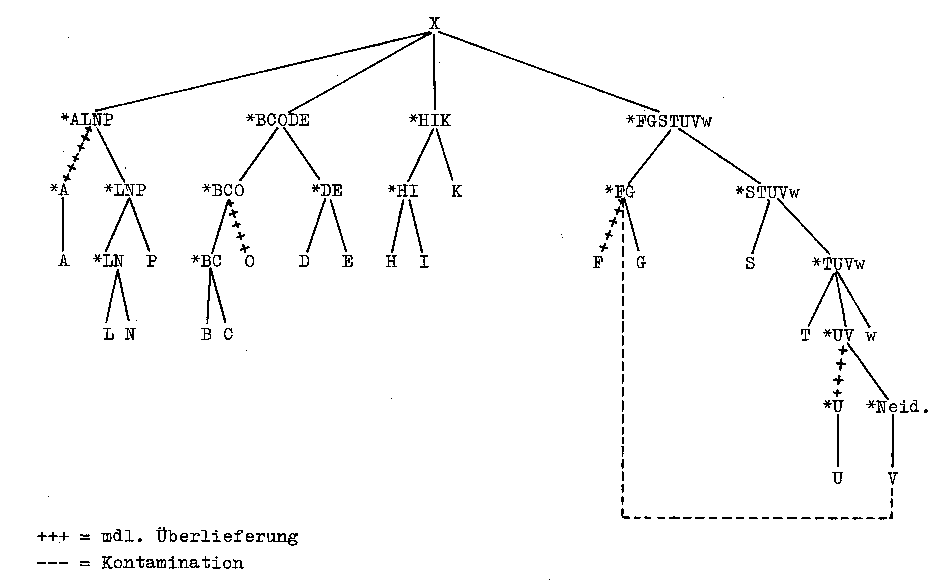 X
*ALNP *BCODE *HIK *FGSTUVw
*A *LNP *BCO *DE *HI K *FG *STUVw
A *LN P *BC O D E H I F G S *TUVw
L N B C T *UV w
*U *Neid.
U V
+++ = mdl. Überlieferung
--- = Kontamination